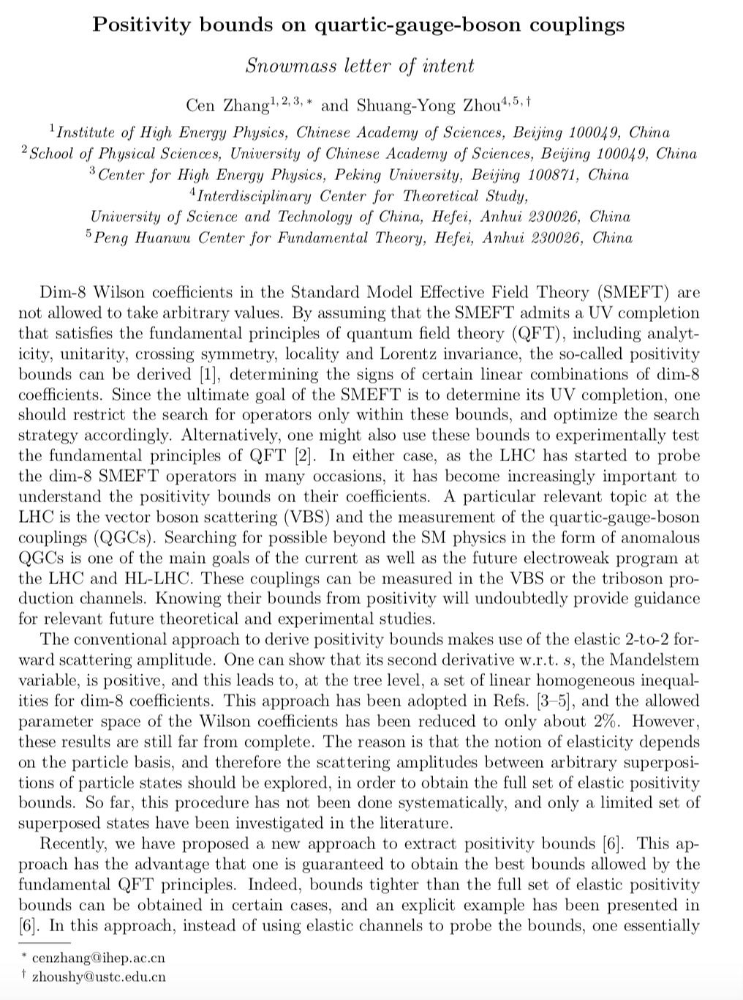 Positivity bounds on quartic-gauge-boson couplings
Snowmass letter of intent
Cen Zhang1, 2, 3, * and Shuang-Yong Zhou4, 5, †
1 Institute of High Energy Physics, Chinese Academy of Sciences, Beijing 100049, China
2 School of Physical Sciences, University of Chinese Academy of Sciences, Beijing 100049, China
3 Center for High Energy Physics, Peking University, Beijing 100871, China
4 Interdisciplinary Center for Theoretical Study,
University of Science and Technology of China, Hefei, Anhui 230026, China
5 Peng Huanwu Center for Fundamental Theory, Hefei, Anhui 230026, China
Dim-8 Wilson coefficients in the Standard Model Effective Field Theory (SMEFT) are
not allowed to take arbitrary values. By assuming that the SMEFT admits a UV completion
that satisfies the fundamental principles of quantum field theory (QFT), including analyt-
icity, unitarity, crossing symmetry, locality and Lorentz invariance, the so-called positivity
bounds can be derived [1], determining the signs of certain linear combinations of dim-8
coefficients. Since the ultimate goal of the SMEFT is to determine its UV completion, one
should restrict the search for operators only within these bounds, and optimize the search
strategy accordingly. Alternatively, one might also use these bounds to experimentally test
the fundamental principles of QFT [2]. In either case, as the LHC has started to probe
the dim-8 SMEFT operators in many occasions, it has become increasingly important to
understand the positivity bounds on their coefficients. A particular relevant topic at the
LHC is the vector boson scattering (VBS) and the measurement of the quartic-gauge-boson
couplings (QGCs). Searching for possible beyond the SM physics in the form of anomalous
QGCs is one of the main goals of the current as well as the future electroweak program at
the LHC and HL-LHC. These couplings can be measured in the VBS or the triboson pro-
duction channels. Knowing their bounds from positivity will undoubtedly provide guidance
for relevant future theoretical and experimental studies.
The conventional approach to derive positivity bounds makes use of the elastic 2-to-2 for-
ward scattering amplitude. One can show that its second derivative w.r.t. s, the Mandelstem
variable, is positive, and this leads to, at the tree level, a set of linear homogeneous inequal-
ities for dim-8 coefficients. This approach has been adopted in Refs. [3–5], and the allowed
parameter space of the Wilson coefficients has been reduced to only about 2%. However,
these results are still far from complete. The reason is that the notion of elasticity depends
on the particle basis, and therefore the scattering amplitudes between arbitrary superposi-
tions of particle states should be explored, in order to obtain the full set of elastic positivity
bounds. So far, this procedure has not been done systematically, and only a limited set of
superposed states have been investigated in the literature.
Recently, we have proposed a new approach to extract positivity bounds [6]. This ap-
proach has the advantage that one is guaranteed to obtain the best bounds allowed by the
fundamental QFT principles. Indeed, bounds tighter than the full set of elastic positivity
bounds can be obtained in certain cases, and an explicit example has been presented in
[6]. In this approach, instead of using elastic channels to probe the bounds, one essentially
* cenzhang@ihep.ac.cn
† zhoushy@ustc.edu.cn